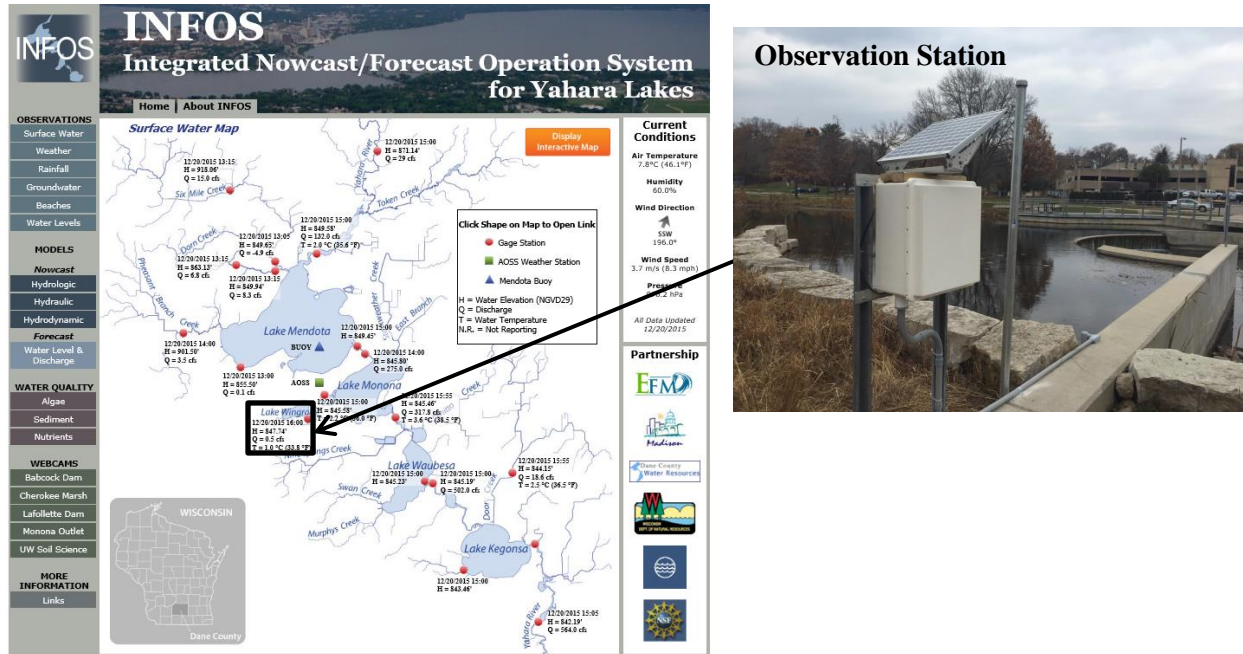 INFOS
INFOS
Integrated Nowcast/Forecast Operation System
for Yahara Lakes
Home
About INFOS
OBSERVATIONS
Surface Water
Weather
Rainfall
Groundwater
Beaches
Water Levels
MODELS
Nowcast
Hydrologic
Hydraulic
Hydrodynamic
Forecast
Water Level &
Discharge
WATER QUALITY
Algae
Sediment
Nutrients
WEBCAMS
Babcock Dam
Cherokee Marsh
Lafollette Dam
Monona Outlet
UW Soil Science
MORE
INFORMATION
Links
Surface Water Map
Display
Interactive Map
12/20/2015 15:00
H = 871.14'
Q = 29 cfs
Yahara River
12/20/2015 13:15
H = 918.06'
Q = 15.0 cfs
Six Mile Creek
Token Creek
12/20/2015 15:00
H = 849.58'
Q = 132.0 cfs
T = 2.0 °C (35.6 °F)
12/20/2015 13:05
H = 849.65'
Q = -4.9 cfs
Dorn Creek
12/20/2015 13:15
H = 863.13'
Q = 6.8 cfs
12/20/2015 13:15
H = 849.94'
Q = 8.3 cfs
Pheasant Branch Creek
East Branch
Creek
Click Shape on Map to Open Link
Gage Station
AOSS Weather Station
Mendota Buoy
H = Water Elevation (NGVD29)
Q = Discharge
T = Water Temperature
N.R. = Not Reporting
Lake Mendota
BUOY
AOSS
12/20/2015 15:00
H = 849.45'
12/20/2015 14:00
H = 845.80'
Q = 275.0 cfs
12/20/2015 14:00
H = 901.50'
Q = 3.5 cfs
12/20/2015 13:00
H = 855.50'
Q = 0.1 cfs
Lake Monona
12/20/2015 15:00
H = 845.58'
12/20/2015 15:55
H = 845.46'
Q = 317.8 cfs
T = 3.6 °C (38.5 °F)
Creek
Lake Wingra
12/20/2015 16:00
H = 847.74'
Q = 0.5 cfs
T = 1.0 °C (33.8 °F)
Creek
Lake Waubesa
12/20/2015 15:00
H = 845.23'
12/20/2015 15:00
H = 845.19'
Q = 502.0 cfs
12/20/2015 15:55
H = 844.15'
Q = 18.6 cfs
T = 2.5 °C (36.5 °F)
Swan Creek
Murphys Creek
Door Creek
Lake Kegonsa
12/20/2015 15:00
H = 843.46'
Yahara River
12/20/2015 15:05
H = 842.19'
Q = 564.0 cfs
WISCONSIN
Dane County
Current
Conditions
Air Temperature
7.8°C (46.1°F)
Humidity
60.0%
Wind Direction
SSW
196.0°
Wind Speed
3.7 m/s (8.3 mph)
Pressure
hPa
All Data Updated
12/20/2015
Partnership
EFM
Madison
Dane County
Water Resources
WISCONSIN
DEPT. OF NATURAL RESOURCES
NSF
Observation Station